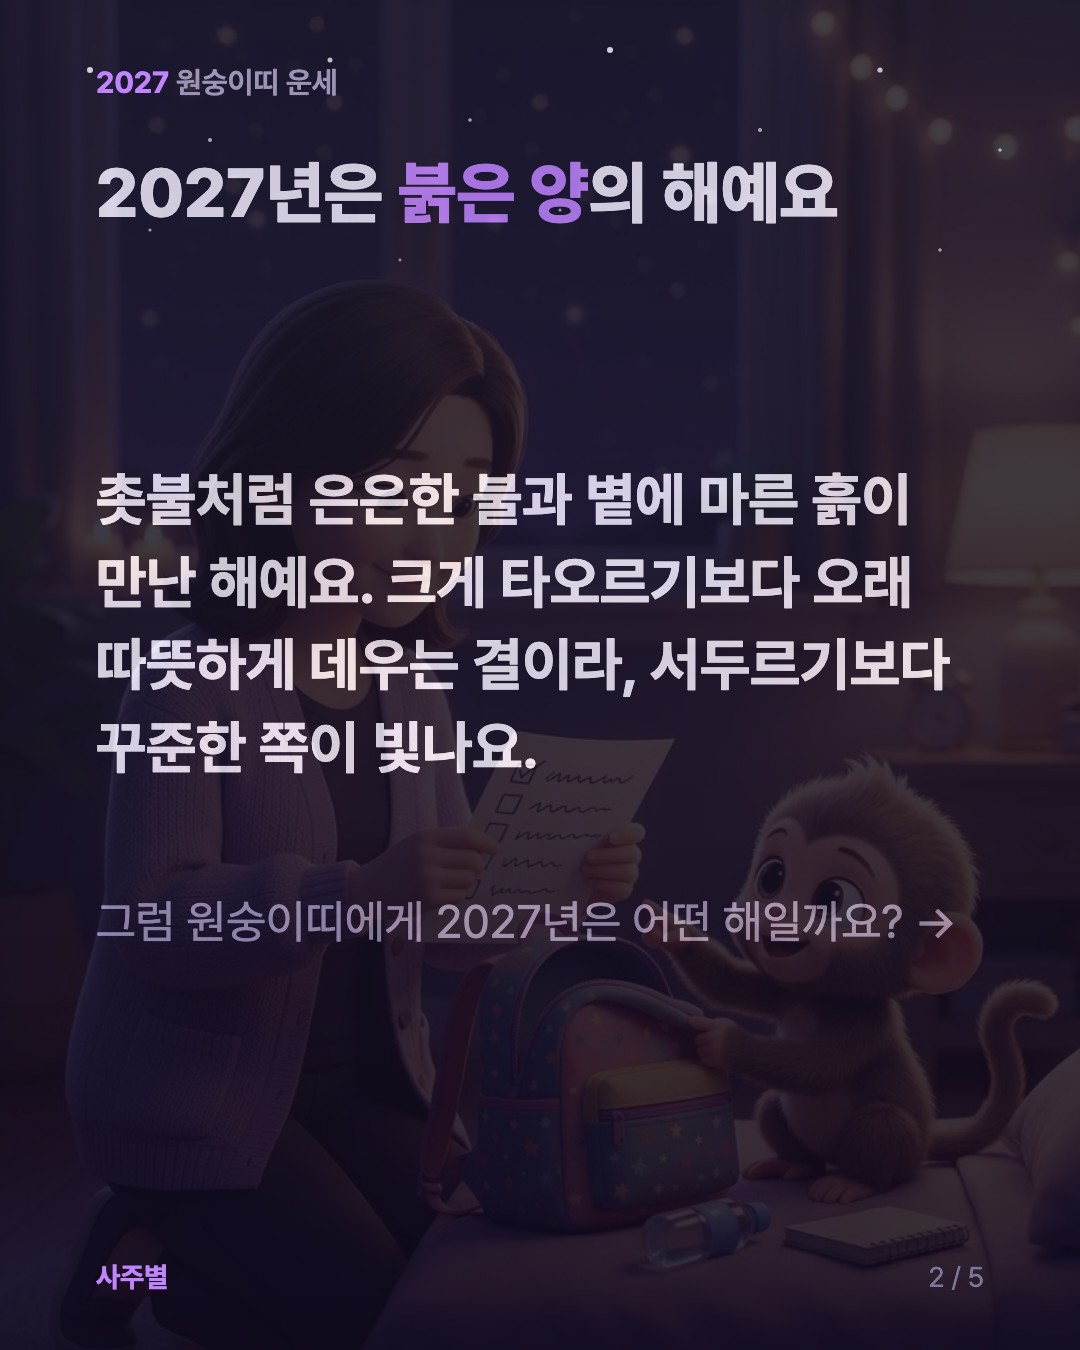 2027 원숭이띠 운세
2027년은 붉은 양의 해예요
촛불처럼 은은한 불과 볕에 마른 흙이
만난 해예요. 크게 타오르기보다 오래
따뜻하게 데우는 결이라, 서두르기보다
꾸준한 쪽이 빛나요.
그럼 원숭이띠에게 2027년은 어떤 해일까요? →
사주별
2 / 5